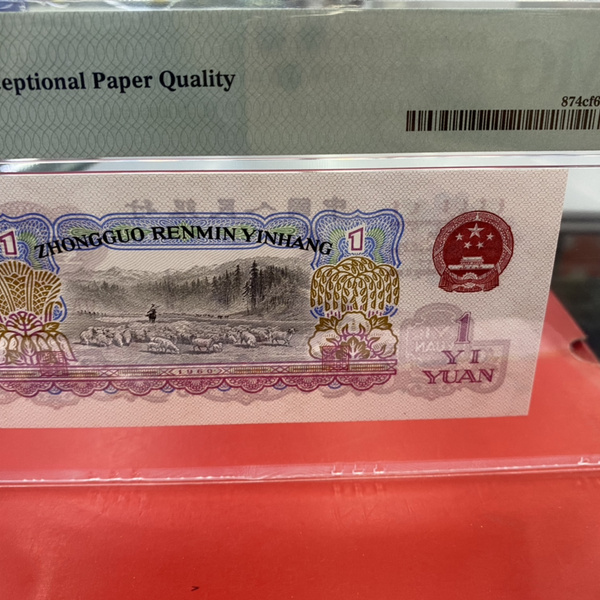 eptional Paper Quality
874cf6
1 ZHONGGUO RENMIN YINHANG 1
1960
1
YI
YUAN